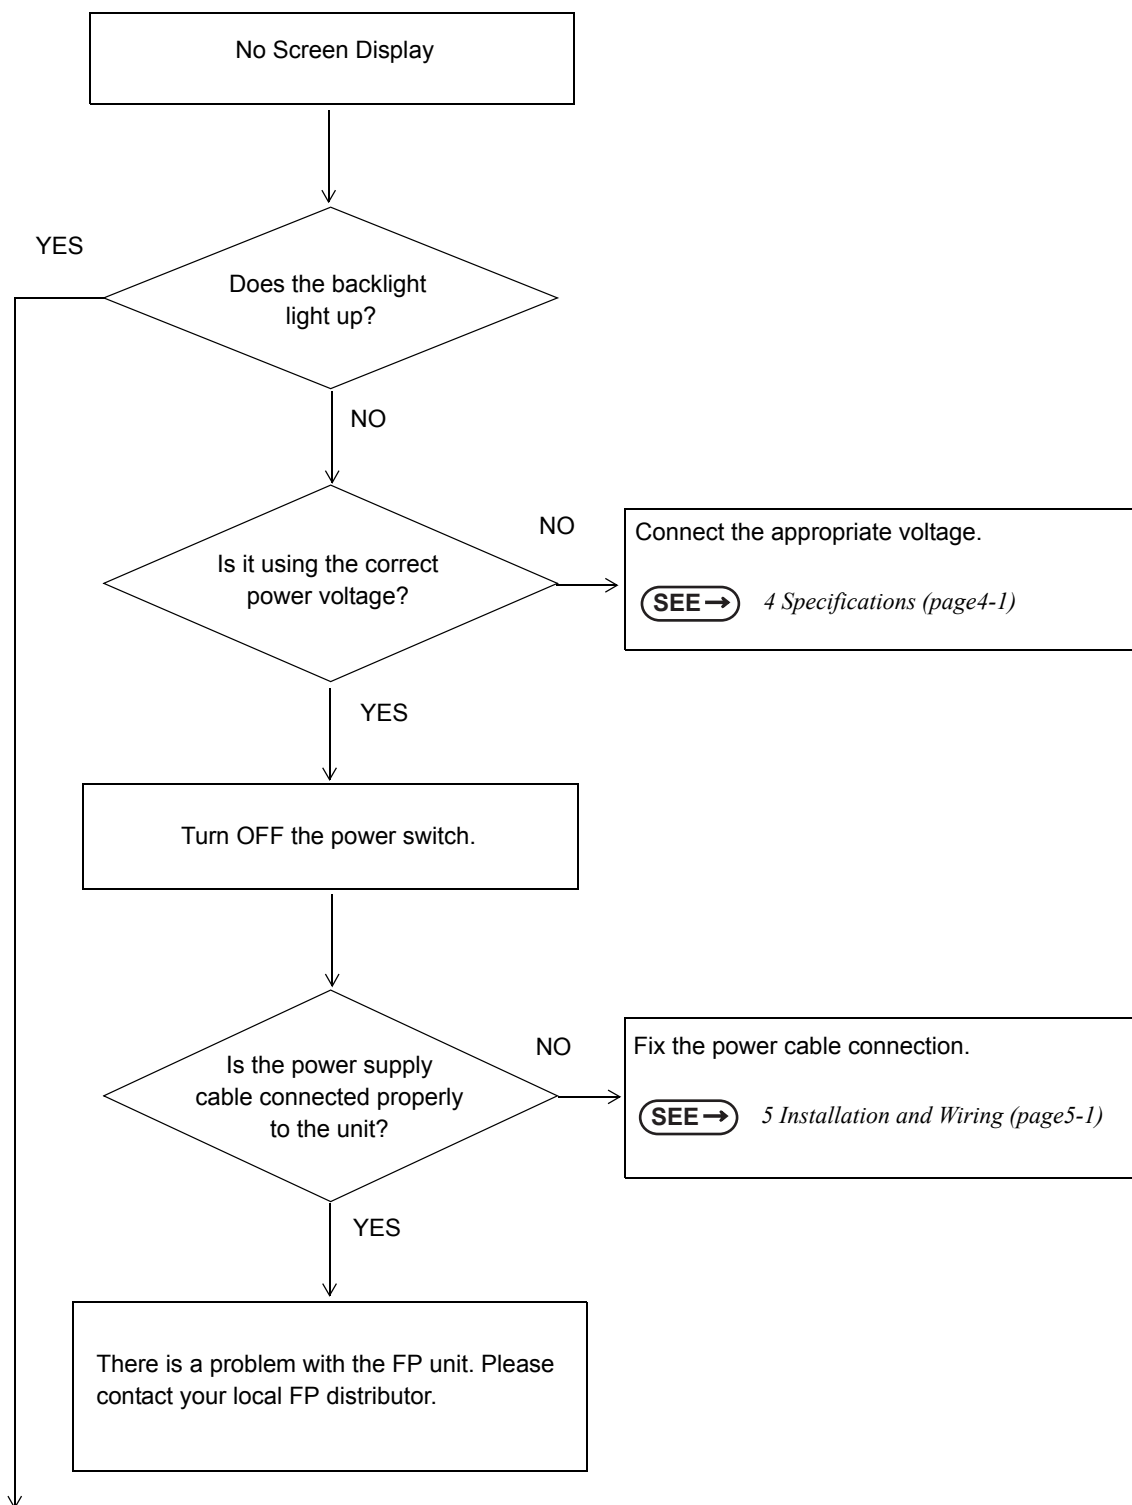 No Screen Display
YES
Does the backlight
light up?
NO
Is it using the correct
power voltage?
NO
Connect the appropriate voltage.
SEE→ 4 Specifications (page4-1)
YES
Turn OFF the power switch.
Is the power supply
cable connected properly
to the unit?
NO
Fix the power cable connection.
SEE→ 5 Installation and Wiring (page5-1)
YES
There is a problem with the FP unit. Please
contact your local FP distributor.